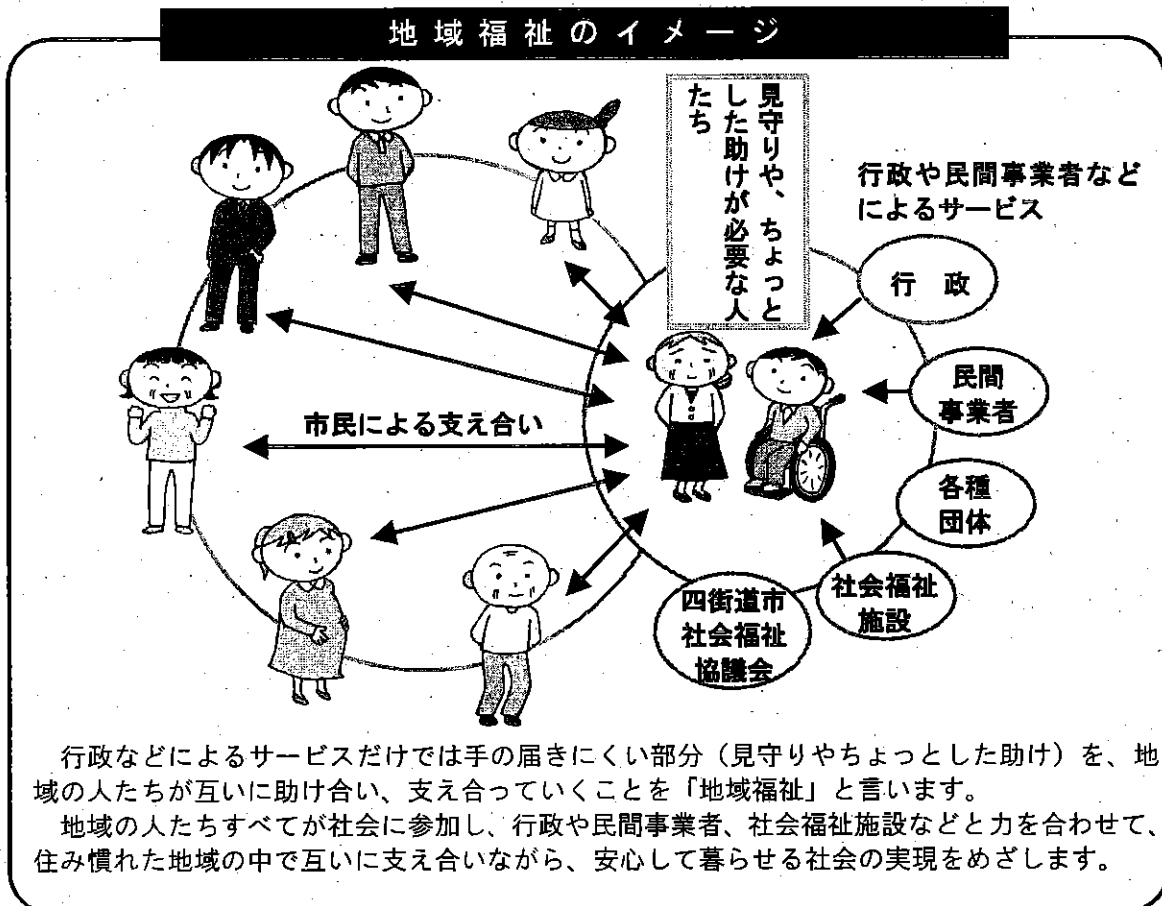 地域福祉のイメージ
見守りや、ちょっと
した助けが必要な人
たち
行政や民間事業者など
によるサービス
行政
民間
事業者
各種
団体
社会福祉
施設
四街道市
社会福祉
協議会
市民による支え合い
行政などによるサービスだけでは手の届きにくい部分（見守りやちょっとした助け）を、地
域の人たちが互いに助け合い、支え合っていくことを「地域福祉」と言います。
地域の人たちすべてが社会に参加し、行政や民間事業者、社会福祉施設などと力を合わせて、
住み慣れた地域の中で互いに支え合いながら、安心して暮らせる社会の実現をめざします。